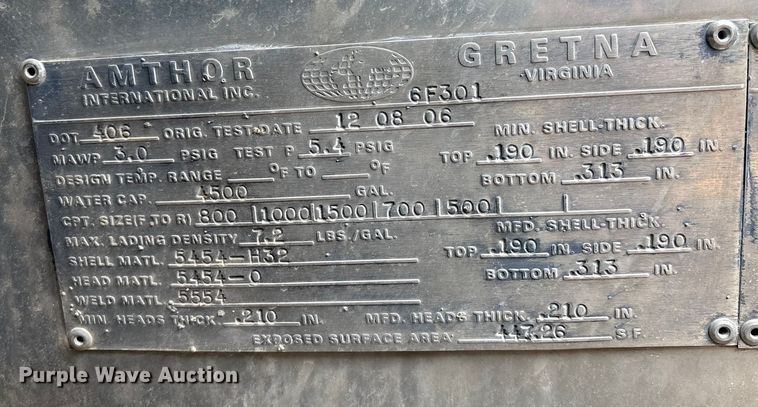 AMTHOR GRETNA
INTERNATIONAL INC. VIRGINIA
6F301
DOT 406 ORIG. TEST-DATE 12 08 06 MIN. SHELL-THICK.
MAWP 3.0 PSIG TEST P 5.4 PSIG TOP .190 IN. SIDE .190 IN.
DESIGN TEMP. RANGE °F TO °F BOTTOM .313 IN.
WATER CAP. 4500 GAL.
CPT. SIZE(F TO R) 800 1000 1500 700 500
MFD. SHELL-THICK
MAX. LADING DENSITY 7.2 LBS./GAL. TOP .190 IN. SIDE .190 IN.
SHELL MATL. 5454-H32 BOTTOM .313 IN.
HEAD MATL. 5454-0
WELD MATL. 5554
MIN. HEADS THICK. .210 IN. MFD. HEADS THICK. .210 IN.
EXPOSED SURFACE AREA 447.26 S.F.
Purple Wave Auction